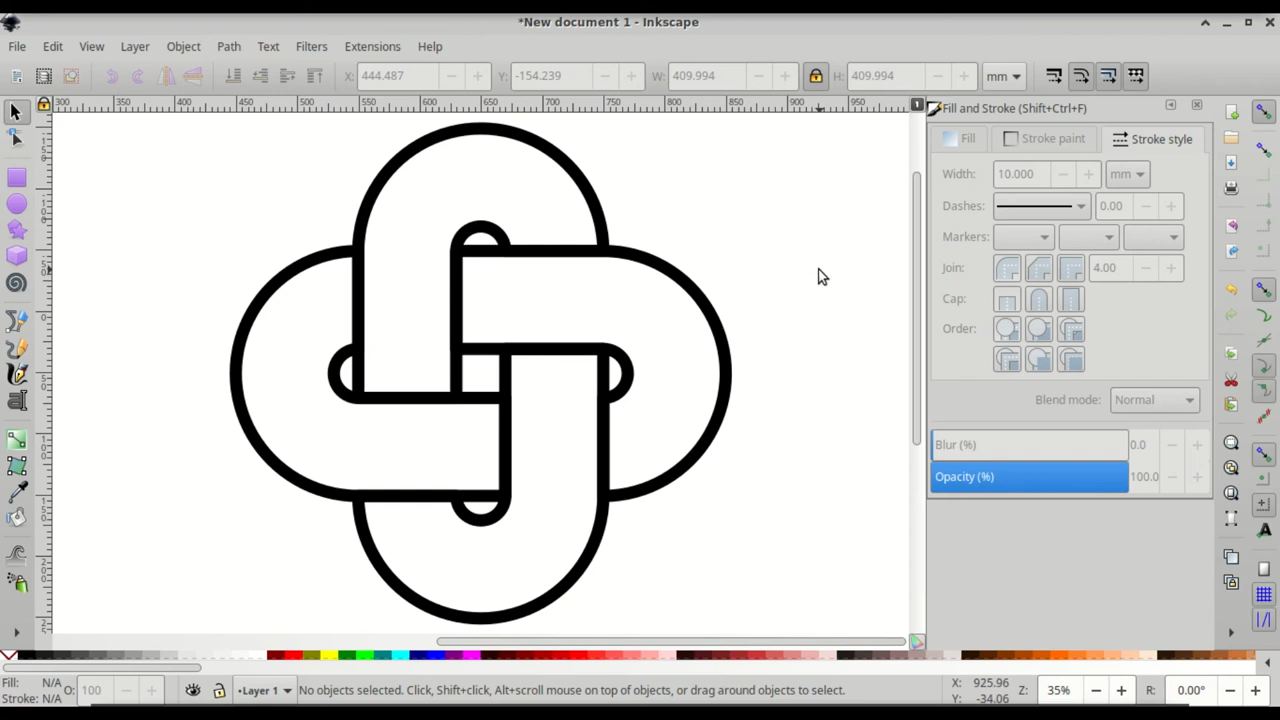 *New document 1 - Inkscape
File Edit View Layer Object Path Text Filters Extensions Help
X: 444.487 Y: -154.239 W: 409.994 H: 409.994 mm
300 350 400 450 500 550 600 650 700 750 800 850 900 950 1
Fill and Stroke (Shift+Ctrl+F)
Fill Stroke paint Stroke style
Width: 10.000 mm
Dashes: 0.00
Markers:
Join: 4.00
Cap:
Order:
Blend mode: Normal
Blur (%) 0.0
Opacity (%) 100.0
Fill: N/A O: 100 •Layer 1 No objects selected. Click, Shift+click, Alt+scroll mouse on top of objects, or drag around objects to select. X: 925.96 Z: 35% R: 0.00°
Stroke: N/A Y: -34.06